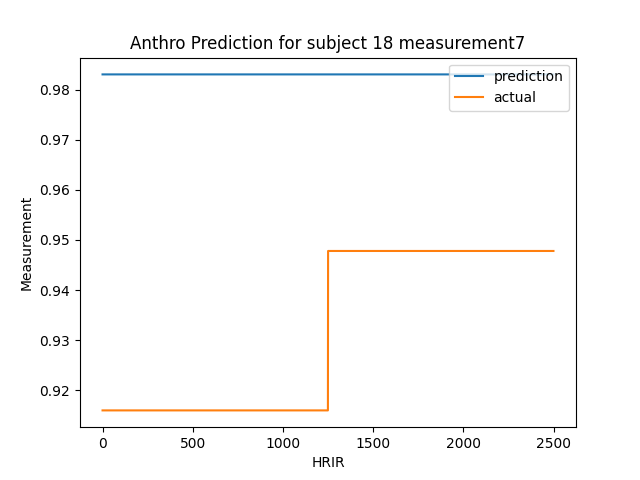 Anthro Prediction for subject 18 measurement7
prediction
actual
0.98
0.97
0.96
0.95
0.94
0.93
0.92
Measurement
0 500 1000 1500 2000 2500
HRIR